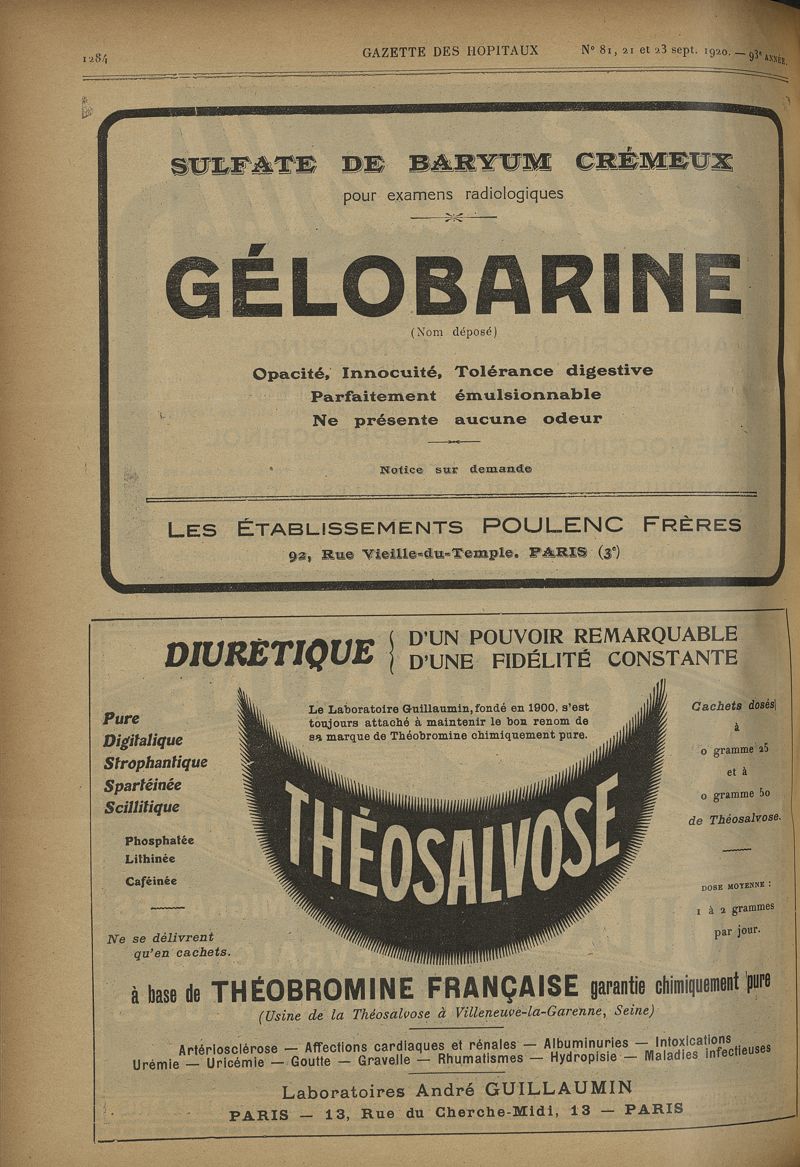 1284
GAZETTE DES HOPITAUX
N° 81, 21 et 23 sept. 1920. — 93e ANNÉE.
SULFATE DE BARYUM CRÉMEUX
pour examens radiologiques
GÉLOBARINE
(Nom déposé)
Opacité, Innocuité, Tolérance digestive
Parfaitement émulsionnable
Ne présente aucune odeur
Notice sur demande
LES ÉTABLISSEMENTS POULENC FRÈRES
92, Rue Vieille-du-Temple. PARIS (3e)
DIURÉTIQUE
D'UN POUVOIR REMARQUABLE
D'UNE FIDÉLITÉ CONSTANTE
Le Laboratoire Guillaumin, fondé en 1900, s'est
toujours attaché à maintenir le bon renom de
sa marque de Théobromine chimiquement pure.
Pure
Digitalique
Strophantique
Spartéinée
Scillitique
Phosphatée
Lithinée
Caféinée
Ne se délivrent
qu'en cachets.
THÉOSALVOSE
Cachets dosés
à
0 gramme 25
et à
0 gramme 50
de Théosalvose.
DOSE MOYENNE :
1 à 2 grammes
par jour.
à base de THÉOBROMINE FRANÇAISE garantie chimiquement pure
(Usine de la Théosalvose à Villeneuve-la-Garenne, Seine)
Artériosclérose — Affections cardiaques et rénales — Albuminuries — Intoxications
Urémie — Uricémie — Goutte — Gravelle — Rhumatismes — Hydropisie — Maladies infectieuses
Laboratoires André GUILLAUMIN
PARIS — 13, Rue du Cherche-Midi, 13 — PARIS